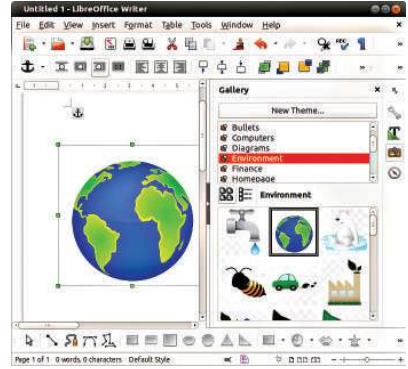 Untitled 1 - LibreOffice Writer
File Edit View Insert Format Table Tools Window Help
Gallery
New Theme...
Bullets
Computers
Diagrams
Environment
Finance
Homepage
Environment
Page 1 of 1 0 words, 0 characters Default Style